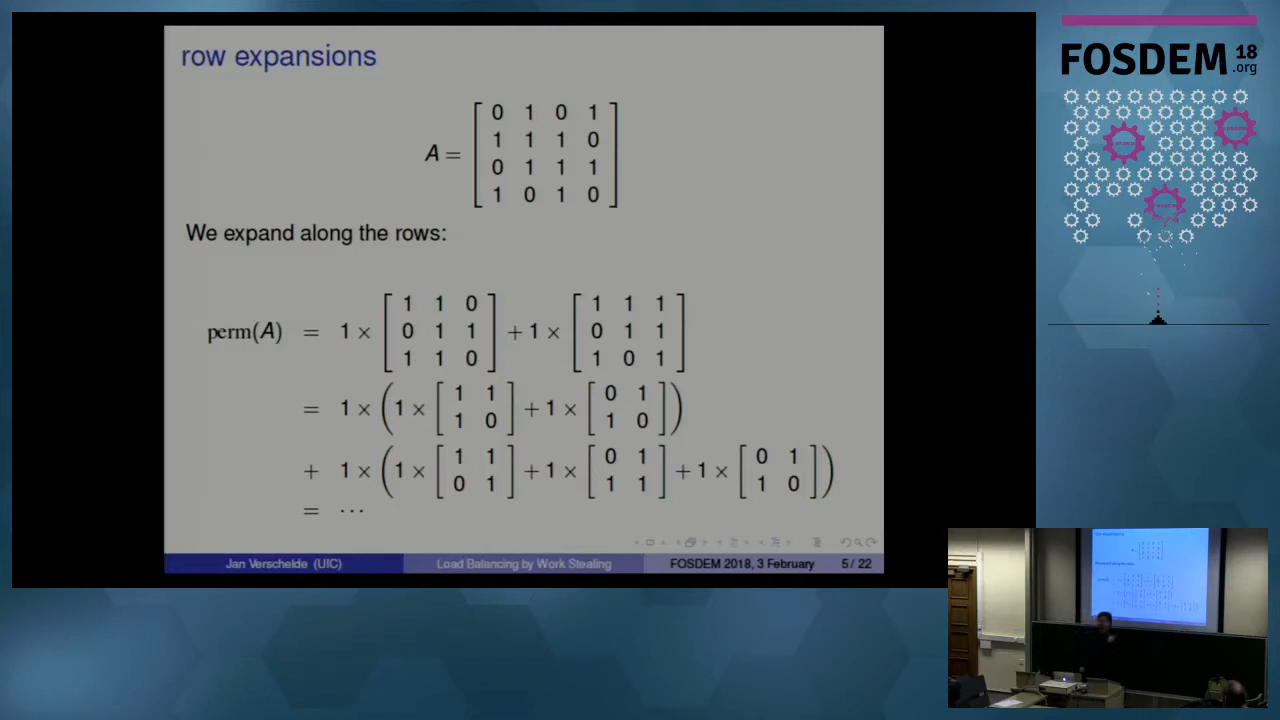 row expansions
A = [ 0 1 0 1
1 1 1 0
0 1 1 1
1 0 1 0 ]
We expand along the rows:
perm(A) = 1 × [ 1 1 0 ; 0 1 1 ; 1 1 0 ] + 1 × [ 1 1 1 ; 0 1 1 ; 1 0 1 ]
= 1 × ( 1 × [ 1 1 ; 1 0 ] + 1 × [ 0 1 ; 1 0 ] )
+ 1 × ( 1 × [ 1 1 ; 0 1 ] + 1 × [ 0 1 ; 1 1 ] + 1 × [ 0 1 ; 1 0 ] )
= ⋯
Jan Verschelde (UIC) Load Balancing by Work Stealing FOSDEM 2018, 3 February 5 / 22
FOSDEM 18
.org